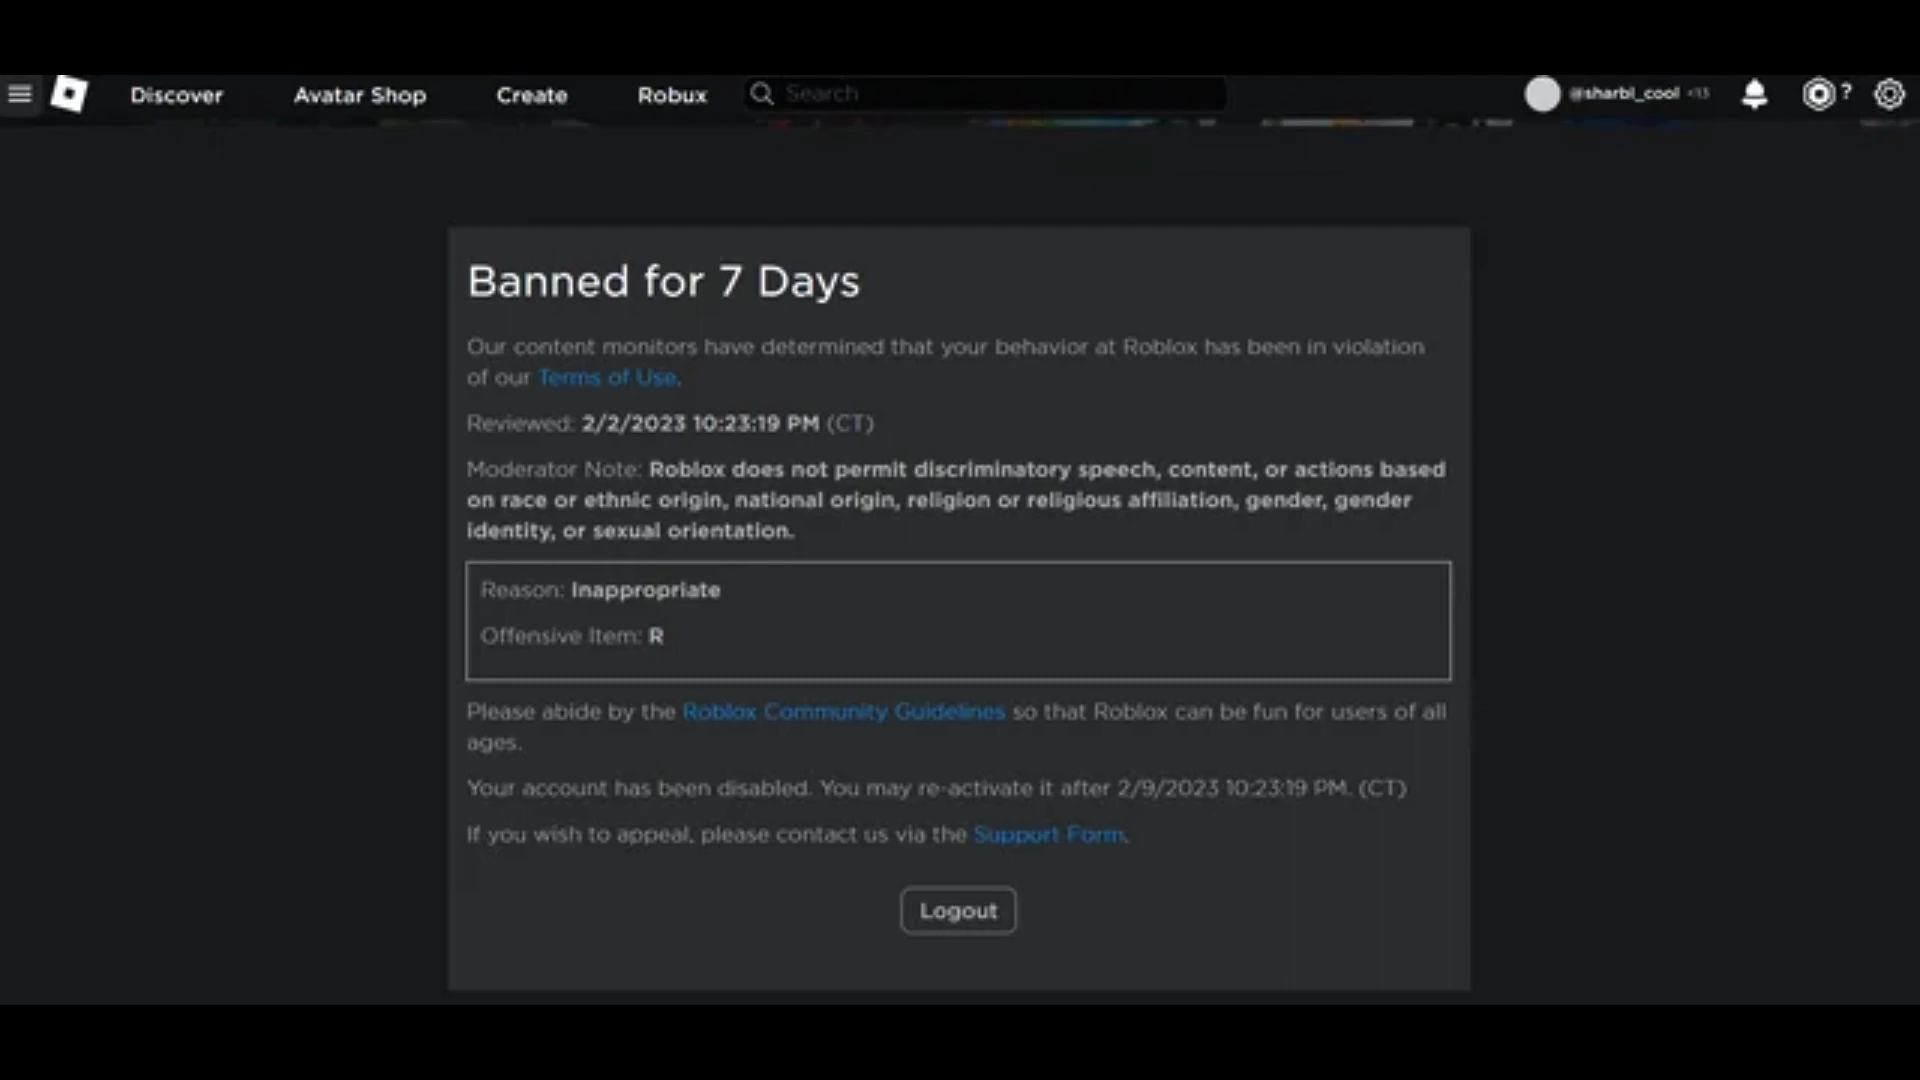 Discover Avatar Shop Create Robux Search @sharbl_cool <13 ?
Banned for 7 Days
Our content monitors have determined that your behavior at Roblox has been in violation
of our Terms of Use.
Reviewed: 2/2/2023 10:23:19 PM (CT)
Moderator Note: Roblox does not permit discriminatory speech, content, or actions based
on race or ethnic origin, national origin, religion or religious affiliation, gender, gender
identity, or sexual orientation.
Reason: Inappropriate
Offensive Item: R
Please abide by the Roblox Community Guidelines so that Roblox can be fun for users of all
ages.
Your account has been disabled. You may re-activate it after 2/9/2023 10:23:19 PM. (CT)
If you wish to appeal, please contact us via the Support Form.
Logout